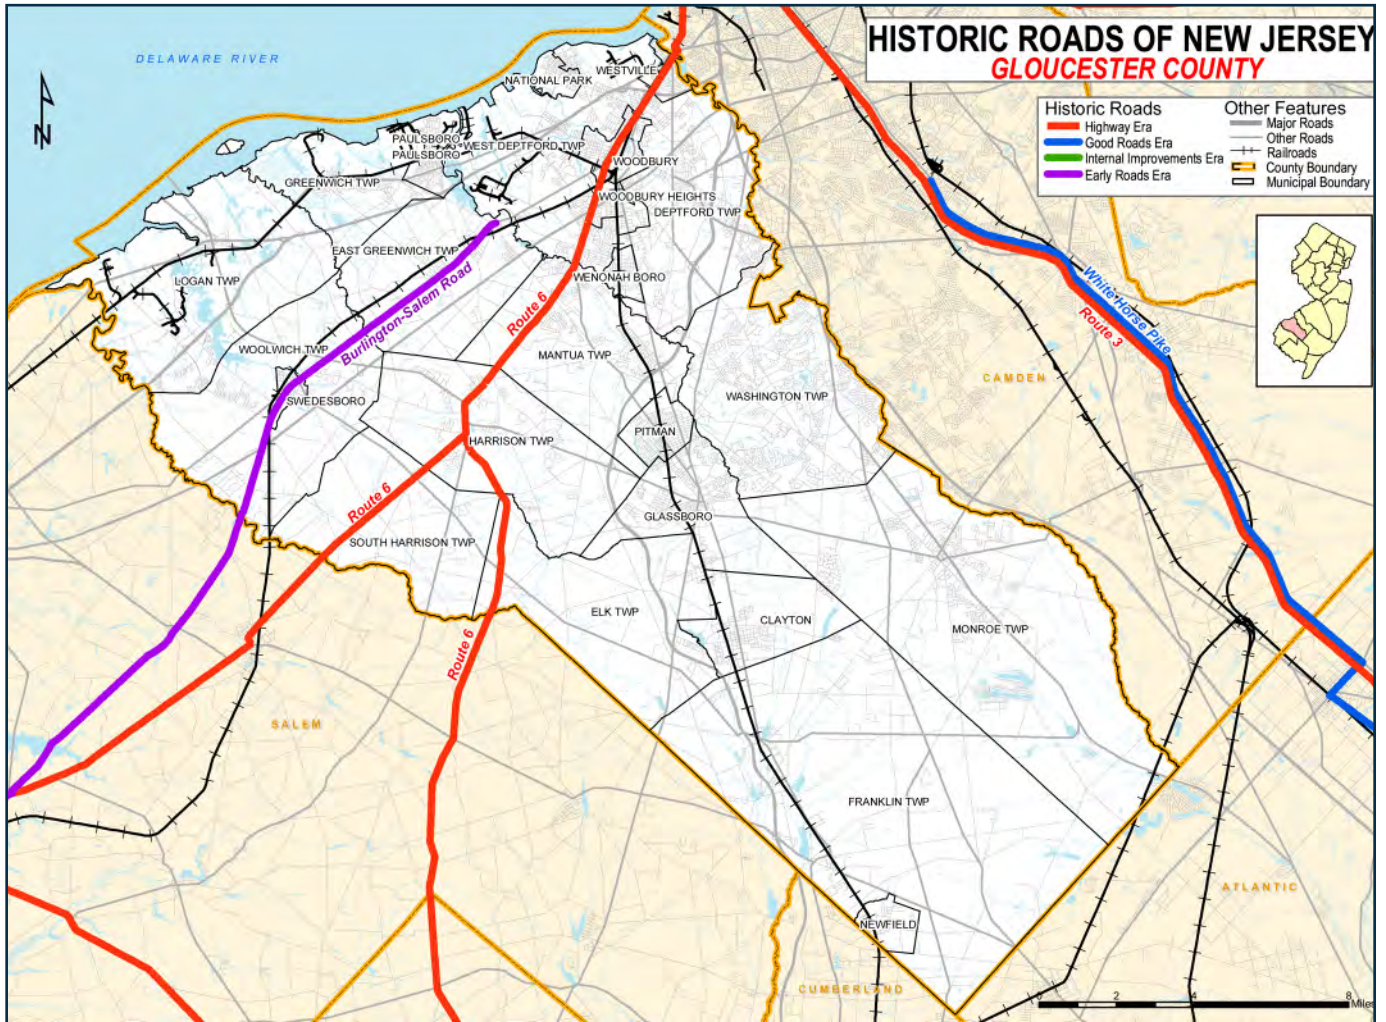 HISTORIC ROADS OF NEW JERSEY
GLOUCESTER COUNTY
Historic Roads
Highway Era
Good Roads Era
Internal Improvements Era
Early Roads Era
Other Features
Major Roads
Other Roads
Railroads
County Boundary
Municipal Boundary
DELAWARE RIVER
N
WESTVILLE
NATIONAL PARK
PAULSBORO
PAULSBORO
WEST DEPTFORD TWP
WOODBURY
GREENWICH TWP
WOODBURY HEIGHTS
DEPTFORD TWP
EAST GREENWICH TWP
LOGAN TWP
WENONAH BORO
Burlington-Salem Road
Route 6
White Horse Pike
Route 3
WOOLWICH TWP
MANTUA TWP
CAMDEN
SWEDESBORO
WASHINGTON TWP
PITMAN
HARRISON TWP
Route 6
GLASSBORO
SOUTH HARRISON TWP
ELK TWP
CLAYTON
MONROE TWP
Route 6
SALEM
FRANKLIN TWP
ATLANTIC
NEWFIELD
CUMBERLAND
0 2 4 8
Miles